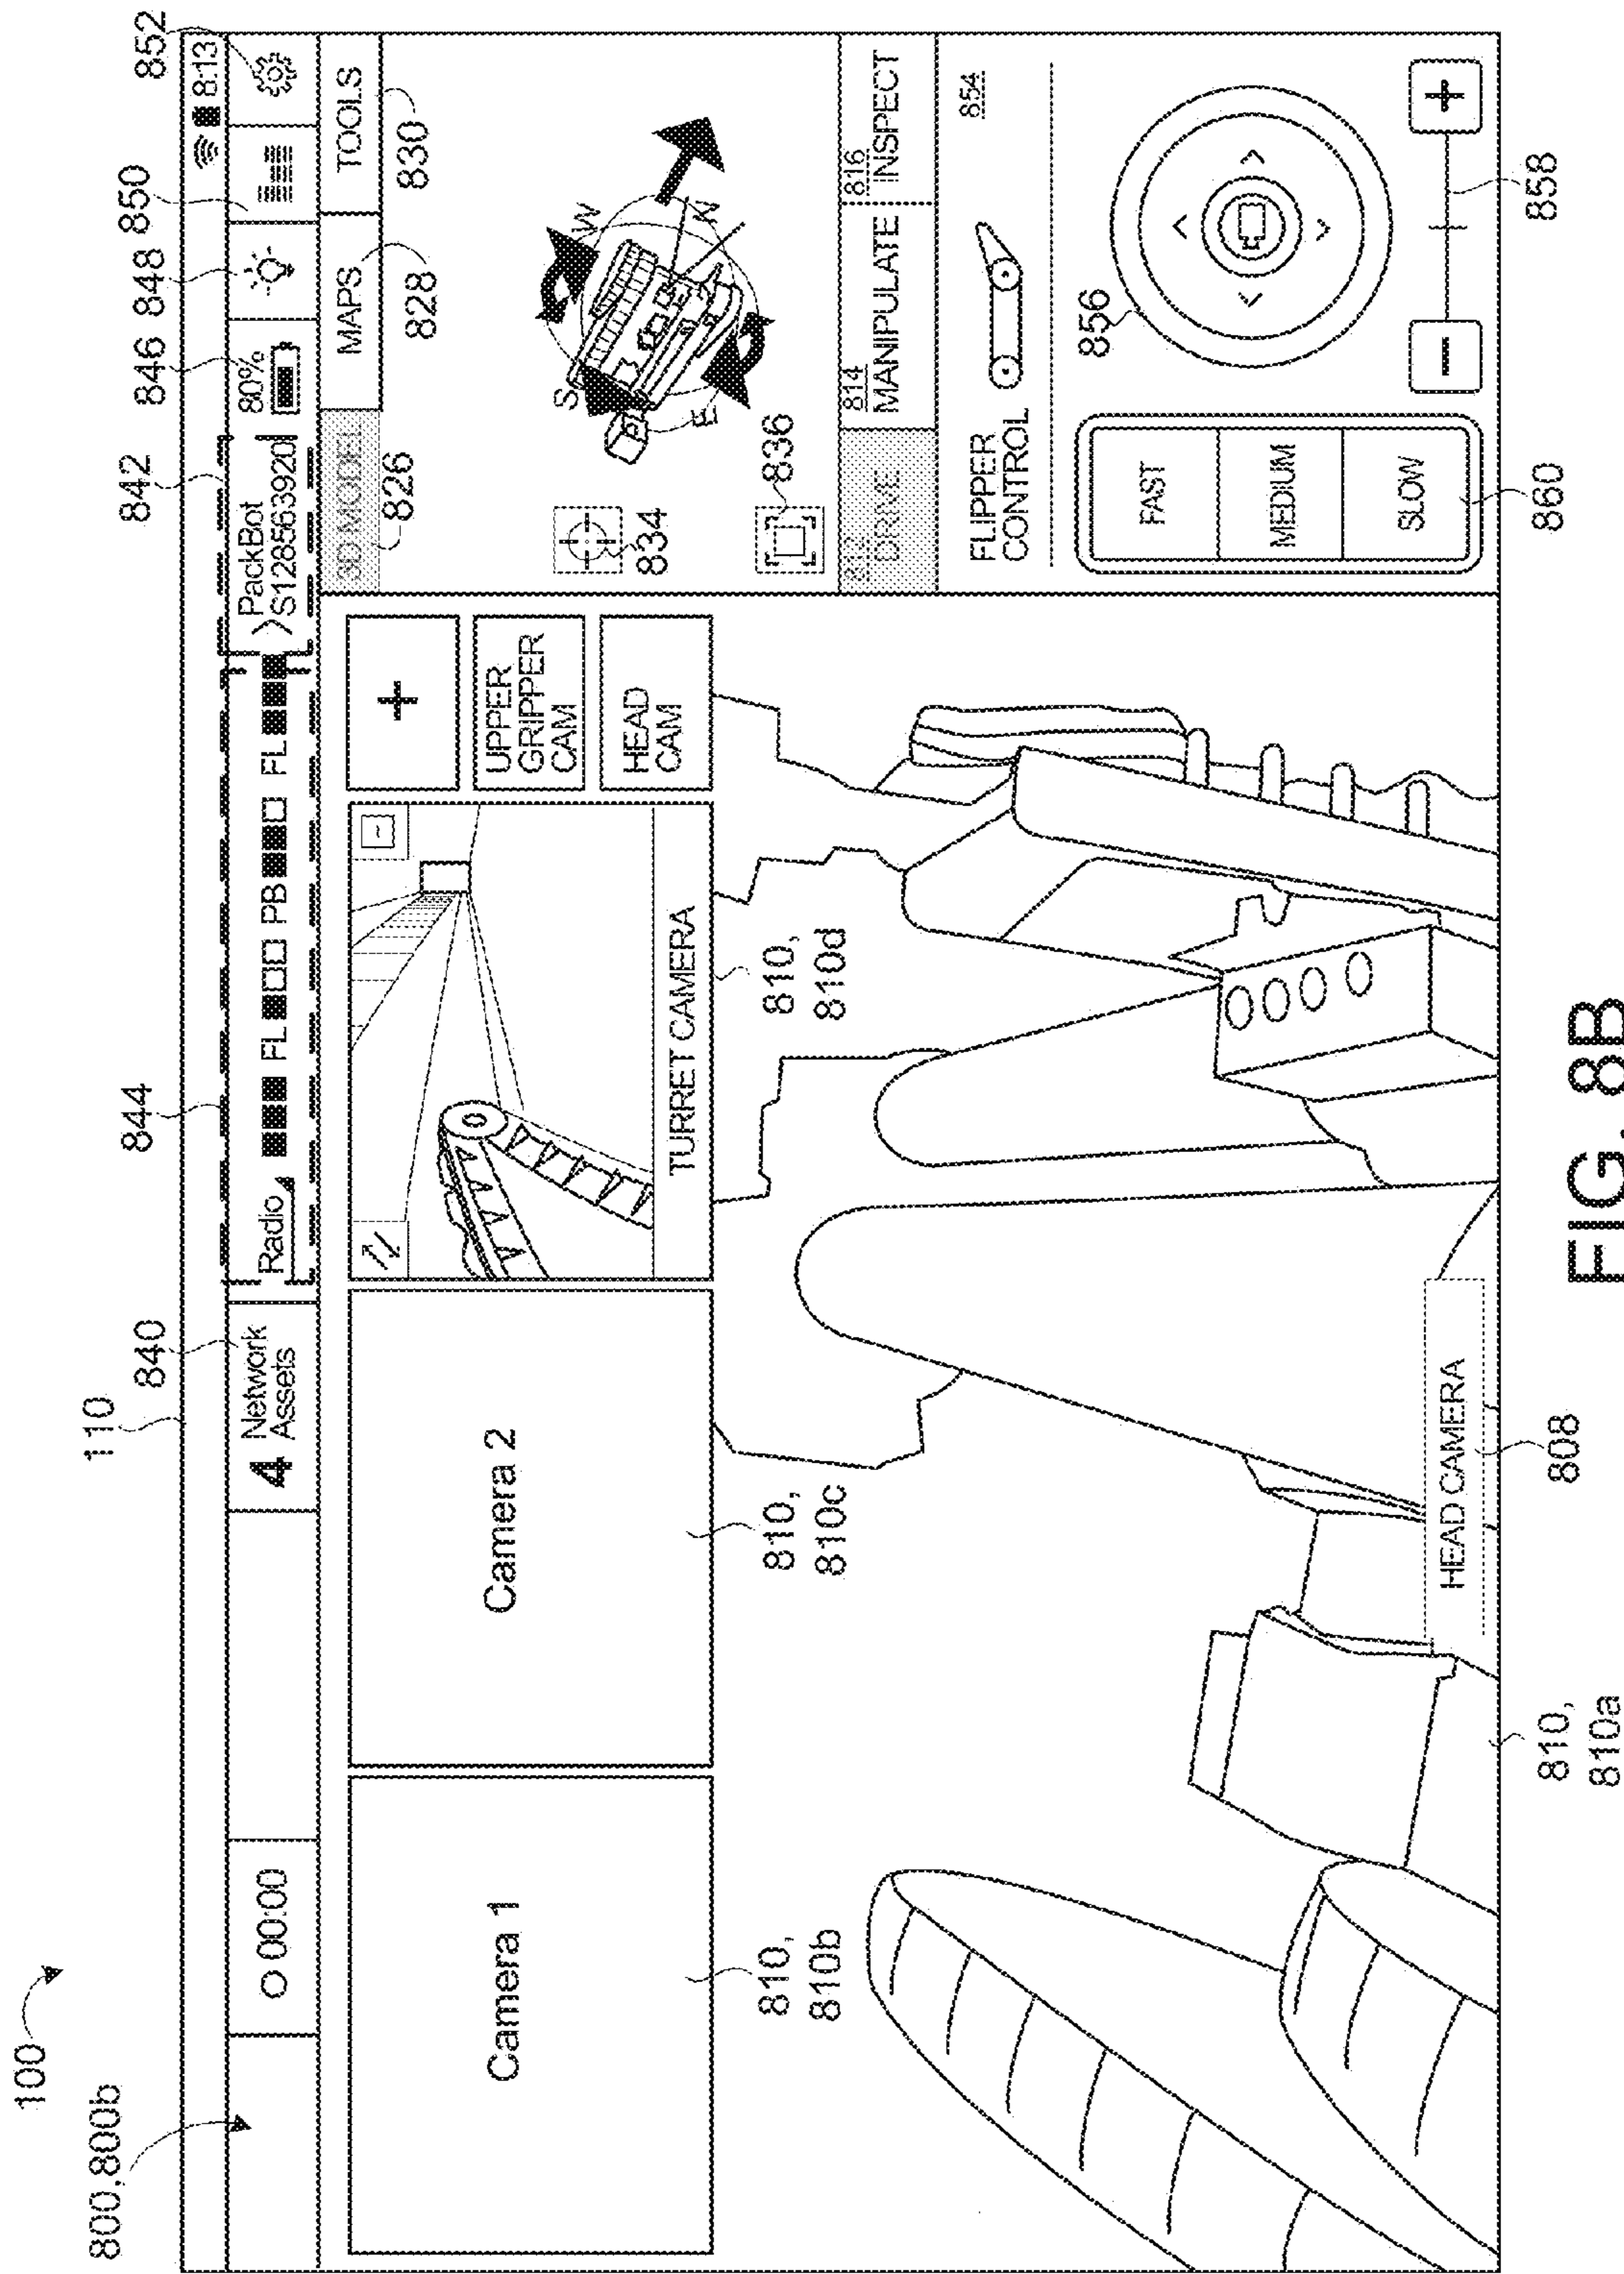 100
800,800b
110
840
844
842
846
848
850
852
8:13
O 00:00
4 Network
Assets
Radio FL PB FL
PackBot
S1285639201
80%
3D MODEL
MAPS
TOOLS
826
828
830
Camera 1
Camera 2
TURRET CAMERA
+
UPPER
GRIPPER
CAM
HEAD
CAM
810,
810b
810,
810c
810,
810d
S
W
N
E
834
836
DRIVE
814
MANIPULATE
816
INSPECT
FLIPPER
CONTROL
854
856
FAST
MEDIUM
SLOW
860
−
+
858
HEAD CAMERA
808
810,
810a
FIG. 8B